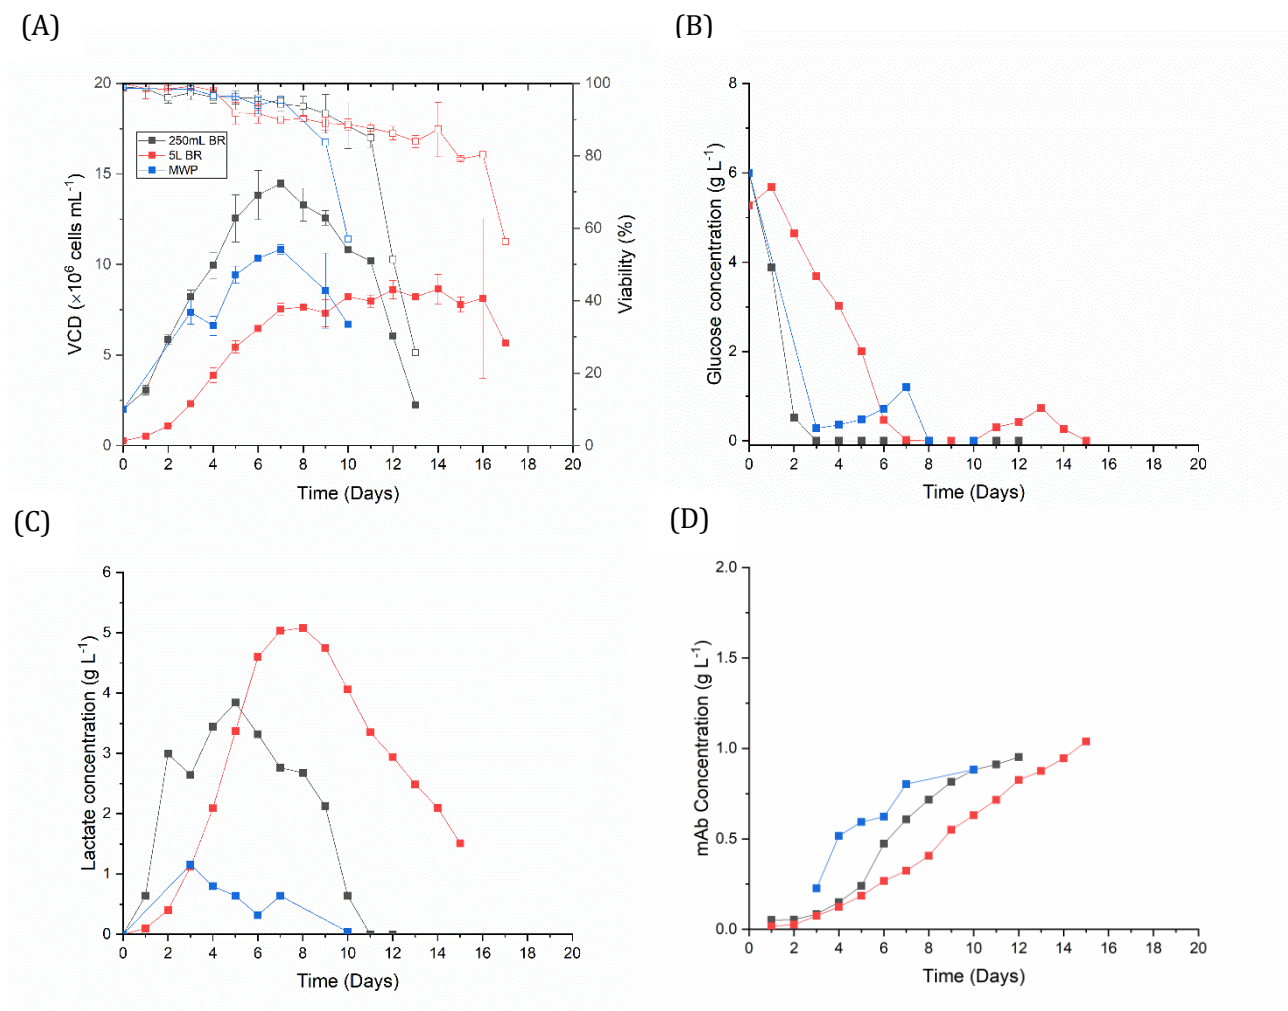 (A)
20
15
10
5
0
VCD (×10⁶ cells mL⁻¹)
250mL BR
5L BR
MWP
100
80
60
40
20
0
Viability (%)
0 2 4 6 8 10 12 14 16 18 20
Time (Days)
(B)
8
6
4
2
0
Glucose concentration (g L⁻¹)
0 2 4 6 8 10 12 14 16 18 20
Time (Days)
(C)
6
5
4
3
2
1
0
Lactate concentration (g L⁻¹)
0 2 4 6 8 10 12 14 16 18 20
Time (Days)
(D)
2.0
1.5
1.0
0.5
0.0
mAb Concentration (g L⁻¹)
0 2 4 6 8 10 12 14 16 18 20
Time (Days)